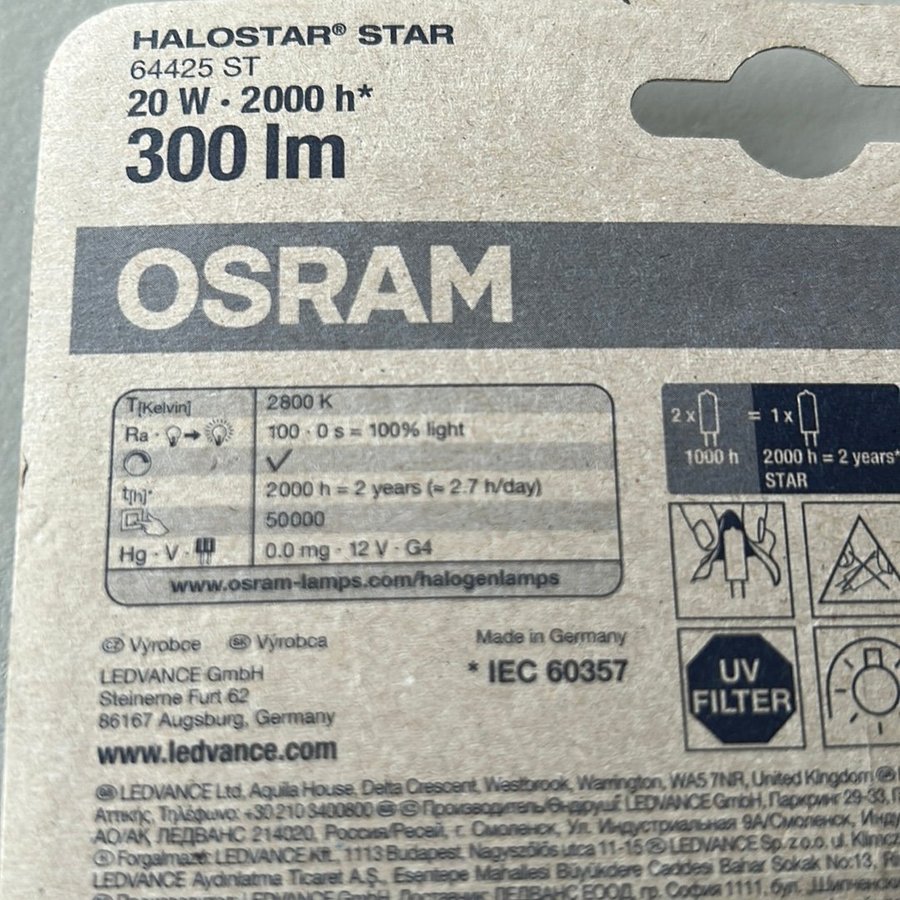 HALOSTAR® STAR
64425 ST
20 W · 2000 h*
300 lm
OSRAM
T[Kelvin] 2800 K
Ra · 100 · 0 s = 100% light
✓
t[h]* 2000 h = 2 years (≈ 2.7 h/day)
50000
Hg · V · 0.0 mg · 12 V · G4
www.osram-lamps.com/halogenlamps
2 x = 1 x
1000 h 2000 h = 2 years*
STAR
UV
FILTER
CZ Výrobce SK Výrobca
Made in Germany
* IEC 60357
LEDVANCE GmbH
Steinerne Furt 62
86167 Augsburg, Germany
www.ledvance.com
GB LEDVANCE Ltd, Aquila House, Delta Crescent, Westbrook, Warrington, WA5 7NR, United Kingdom
Αττικης, Τηλέφωνο: +30 210 3400800 Производитель/Өндіруші LEDVANCE GmbH, Паркринг 29-33,
АО/АҚ ЛЕДВАНС 214020, Россия/Ресей, г. Смоленск, Ул. Индустриальная 9А/Смоленск,
Forgalmazó: LEDVANCE Kft., 1113 Budapest, Nagyszőlős utca 11-15 LEDVANCE Sp. z o.o. ul.
LEDVANCE Aydinlatma Ticaret A.Ş., Esentepe Mahallesi Büyükdere Caddesi Bahar Sokak No:13,
LEDVANCE GmbH, ЛЕДВАНС ЕООД, гр. София 1111, бул.